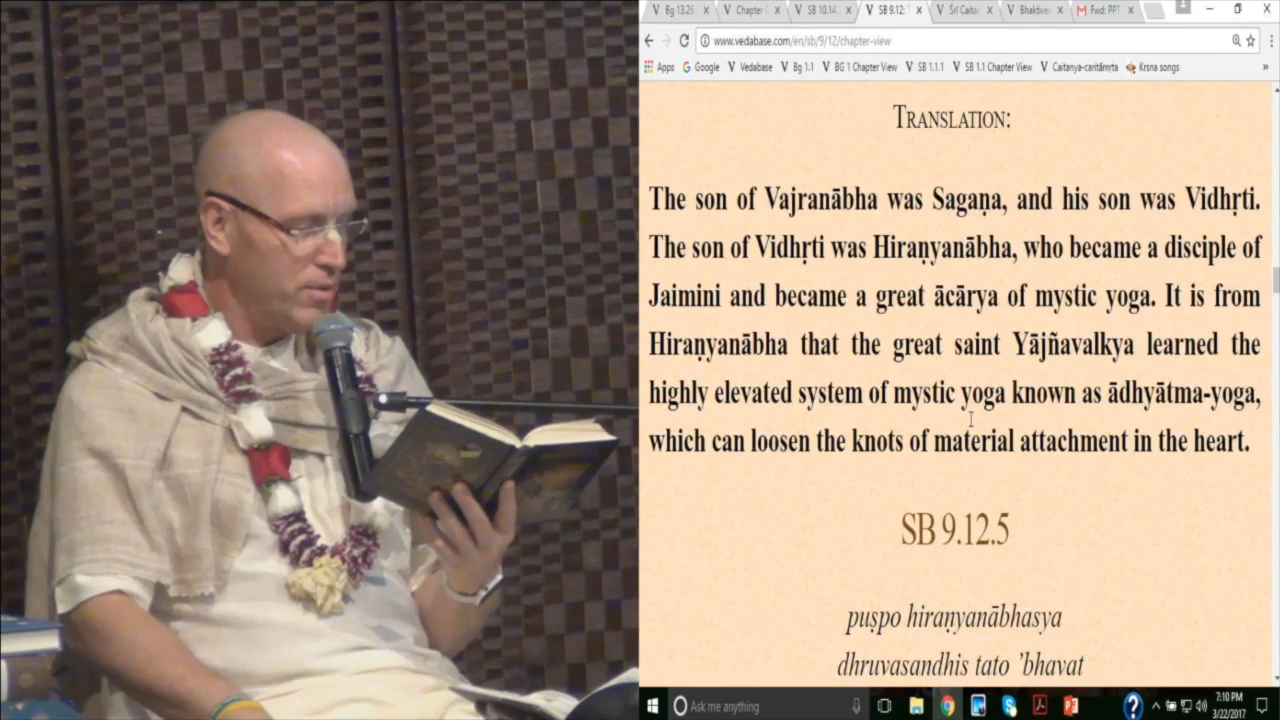 Bg 13.26
Chapter
SB 10.14.
SB 9.12:
Śrī Caitan
Bhaktived
Fwd: PPT
www.vedabase.com/en/sb/9/12/chapter-view
Apps Google Vedabase Bg 1.1 BG 1 Chapter View SB 1.1.1 SB 1.1 Chapter View Caitanya-caritāmṛta Krsna songs »
TRANSLATION:
The son of Vajranābha was Sagaṇa, and his son was Vidhṛti.
The son of Vidhṛti was Hiraṇyanābha, who became a disciple of
Jaimini and became a great ācārya of mystic yoga. It is from
Hiraṇyanābha that the great saint Yājñavalkya learned the
highly elevated system of mystic yoga known as ādhyātma-yoga,
which can loosen the knots of material attachment in the heart.
SB 9.12.5
puṣpo hiraṇyanābhasya
dhruvasandhis tato ’bhavat
Ask me anything
7:10 PM
3/22/2017